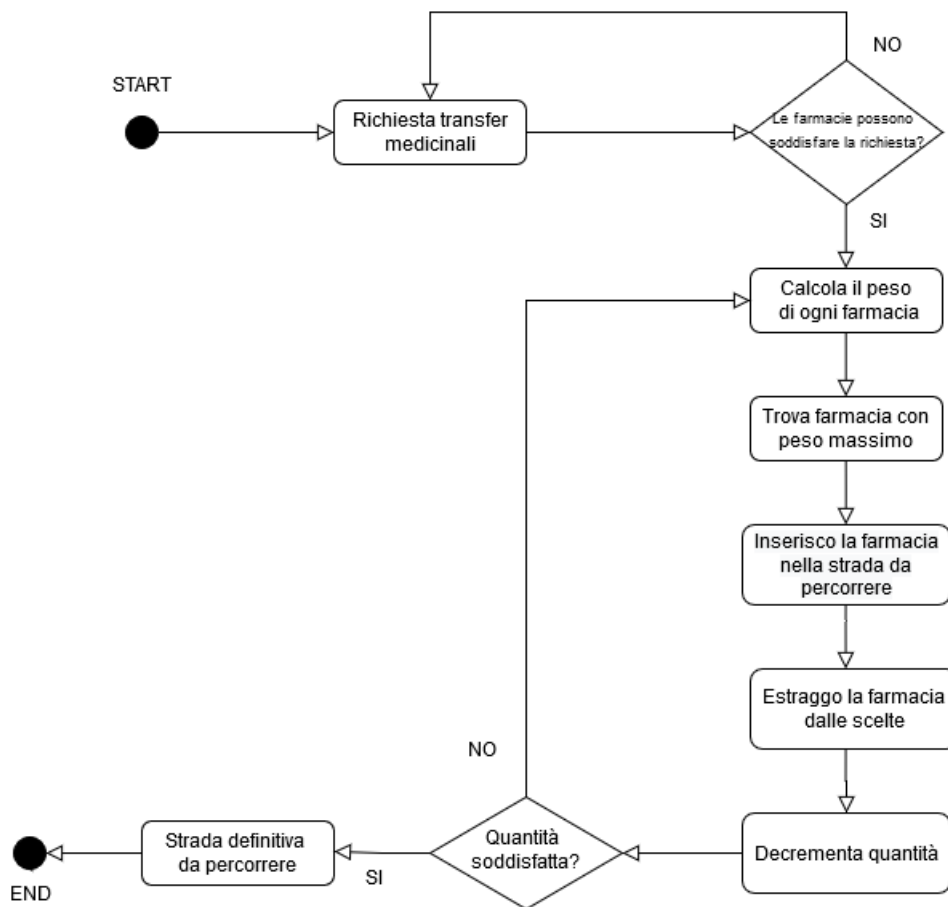 NO
START
Richiesta transfer
medicinali
Le farmacie possono
soddisfare la richiesta?
SI
Calcola il peso
di ogni farmacia
Trova farmacia con
peso massimo
Inserisco la farmacia
nella strada da
percorrere
Estraggo la farmacia
dalle scelte
NO
Decrementa quantità
Quantità
soddisfatta?
SI
Strada definitiva
da percorrere
END